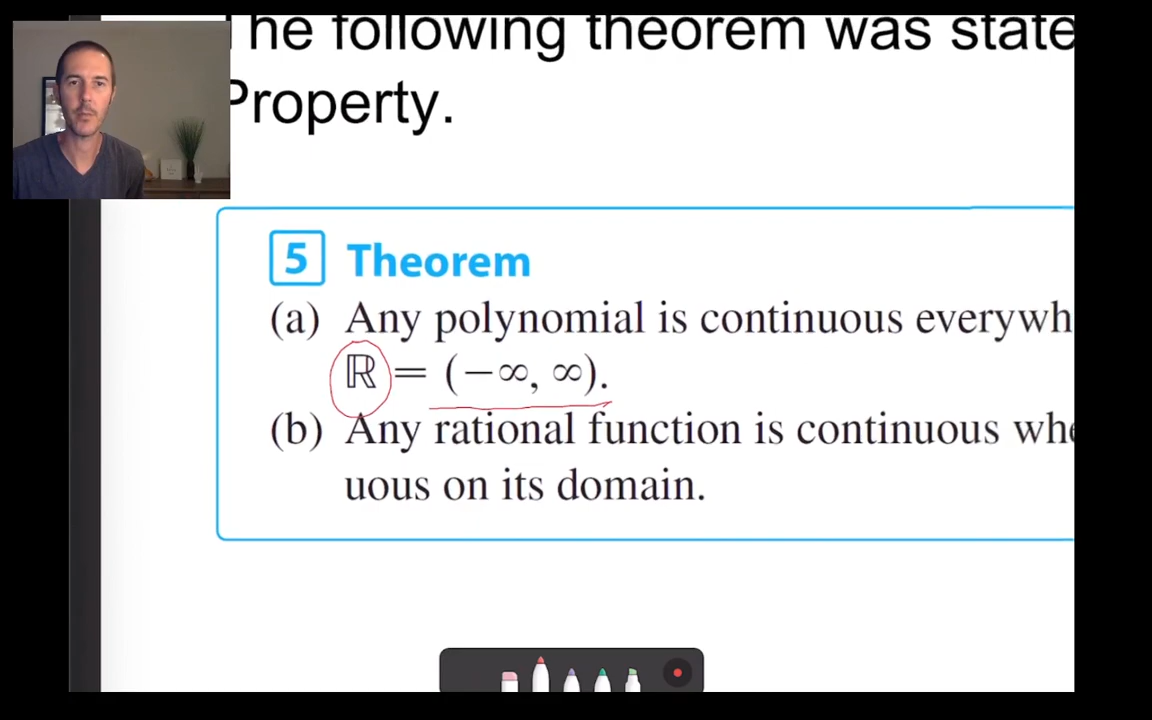 The following theorem was state
Property.
5 Theorem
(a) Any polynomial is continuous everywh
ℝ = (−∞, ∞).
(b) Any rational function is continuous whe
uous on its domain.